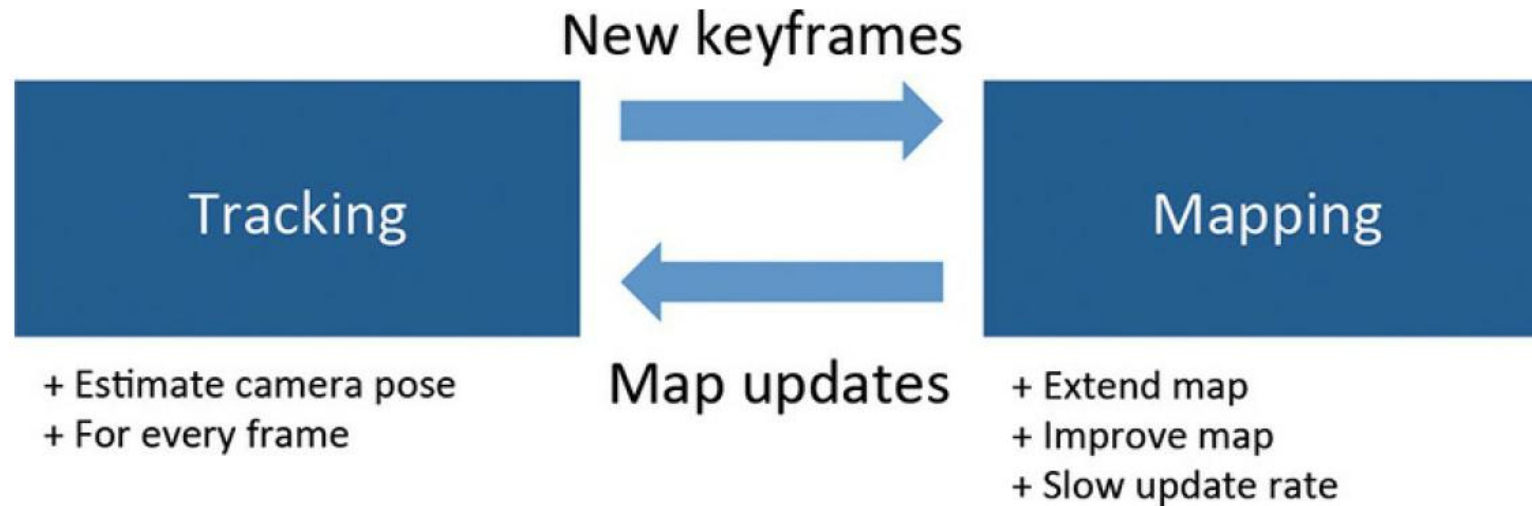 New keyframes
Tracking
Mapping
Map updates
+ Estimate camera pose
+ For every frame
+ Extend map
+ Improve map
+ Slow update rate